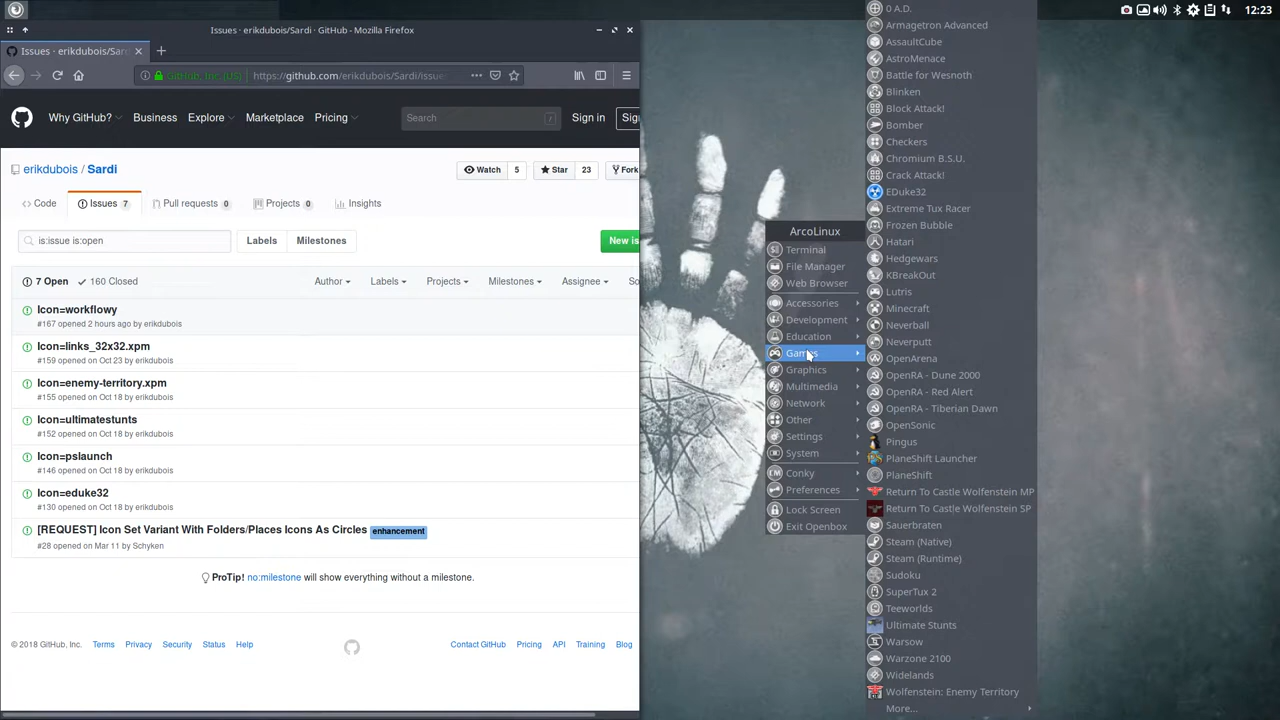 12:23
Issues · erikdubois/Sardi · GitHub - Mozilla Firefox
Issues · erikdubois/Sard
GitHub, Inc. (US)
https://github.com/erikdubois/Sardi/issue
Why GitHub?
Business
Explore
Marketplace
Pricing
Search
/
Sign in
Sig
erikdubois / Sardi
Watch 5
Star 23
Fork
Code
Issues 7
Pull requests 0
Projects 0
Insights
is:issue is:open
Labels
Milestones
New is
7 Open
160 Closed
Author
Labels
Projects
Milestones
Assignee
So
Icon=workflowy
#167 opened 2 hours ago by erikdubois
Icon=links_32x32.xpm
#159 opened on Oct 23 by erikdubois
Icon=enemy-territory.xpm
#155 opened on Oct 18 by erikdubois
Icon=ultimatestunts
#152 opened on Oct 18 by erikdubois
Icon=pslaunch
#146 opened on Oct 18 by erikdubois
Icon=eduke32
#130 opened on Oct 18 by erikdubois
[REQUEST] Icon Set Variant With Folders/Places Icons As Circles enhancement
#28 opened on Mar 11 by Schyken
ProTip! no:milestone will show everything without a milestone.
© 2018 GitHub, Inc.
Terms
Privacy
Security
Status
Help
Contact GitHub
Pricing
API
Training
Blog
ArcoLinux
Terminal
File Manager
Web Browser
Accessories
Development
Education
Games
Graphics
Multimedia
Network
Other
Settings
System
Conky
Preferences
Lock Screen
Exit Openbox
0 A.D.
Armagetron Advanced
AssaultCube
AstroMenace
Battle for Wesnoth
Blinken
Block Attack!
Bomber
Checkers
Chromium B.S.U.
Crack Attack!
EDuke32
Extreme Tux Racer
Frozen Bubble
Hatari
Hedgewars
KBreakOut
Lutris
Minecraft
Neverball
Neverputt
OpenArena
OpenRA - Dune 2000
OpenRA - Red Alert
OpenRA - Tiberian Dawn
OpenSonic
Pingus
PlaneShift Launcher
PlaneShift
Return To Castle Wolfenstein MP
Return To Castle Wolfenstein SP
Sauerbraten
Steam (Native)
Steam (Runtime)
Sudoku
SuperTux 2
Teeworlds
Ultimate Stunts
Warsow
Warzone 2100
Widelands
Wolfenstein: Enemy Territory
More...